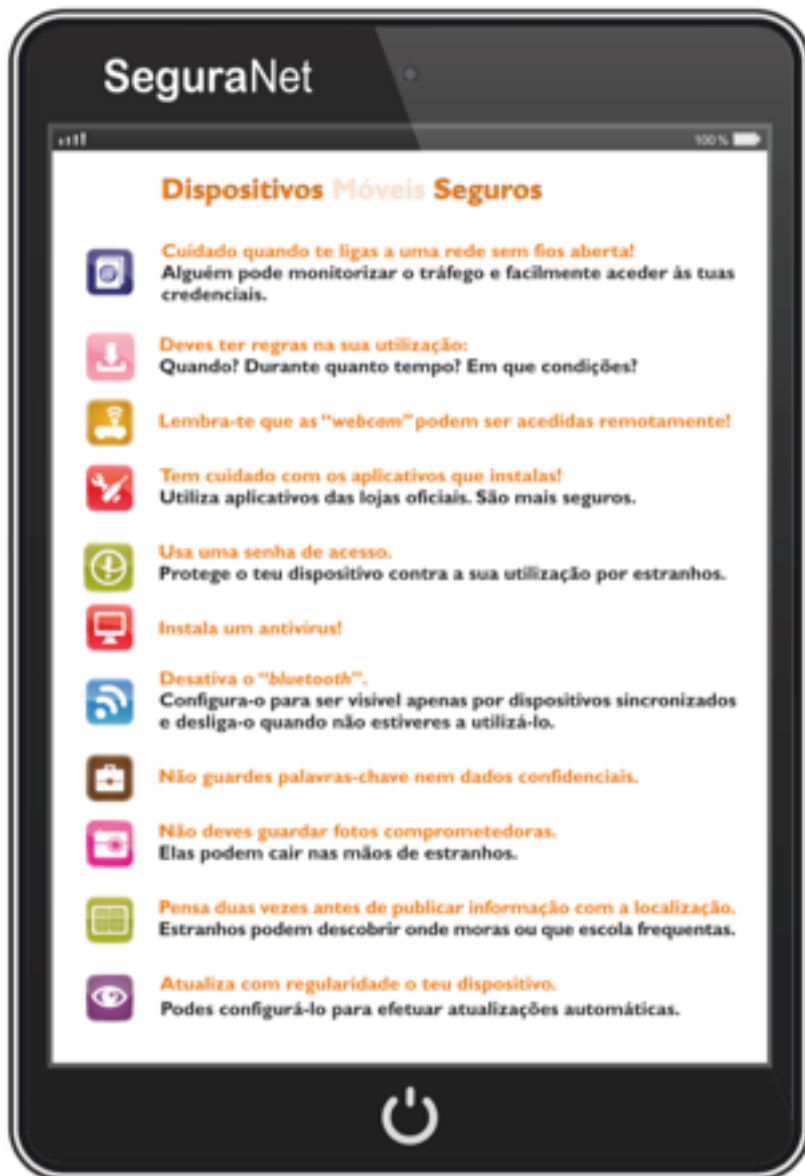 SeguraNet
100 %
Dispositivos Móveis Seguros
Cuidado quando te ligas a uma rede sem fios aberta!
Alguém pode monitorizar o tráfego e facilmente aceder às tuas
credenciais.
Deves ter regras na sua utilização:
Quando? Durante quanto tempo? Em que condições?
Lembra-te que as “webcam” podem ser acedidas remotamente!
Tem cuidado com os aplicativos que instalas!
Utiliza aplicativos das lojas oficiais. São mais seguros.
Usa uma senha de acesso.
Protege o teu dispositivo contra a sua utilização por estranhos.
Instala um antivírus!
Desativa o “bluetooth”.
Configura-o para ser visível apenas por dispositivos sincronizados
e desliga-o quando não estiveres a utilizá-lo.
Não guardes palavras-chave nem dados confidenciais.
Não deves guardar fotos comprometedoras.
Elas podem cair nas mãos de estranhos.
Pensa duas vezes antes de publicar informação com a localização.
Estranhos podem descobrir onde moras ou que escola frequentas.
Atualiza com regularidade o teu dispositivo.
Podes configurá-lo para efetuar atualizações automáticas.